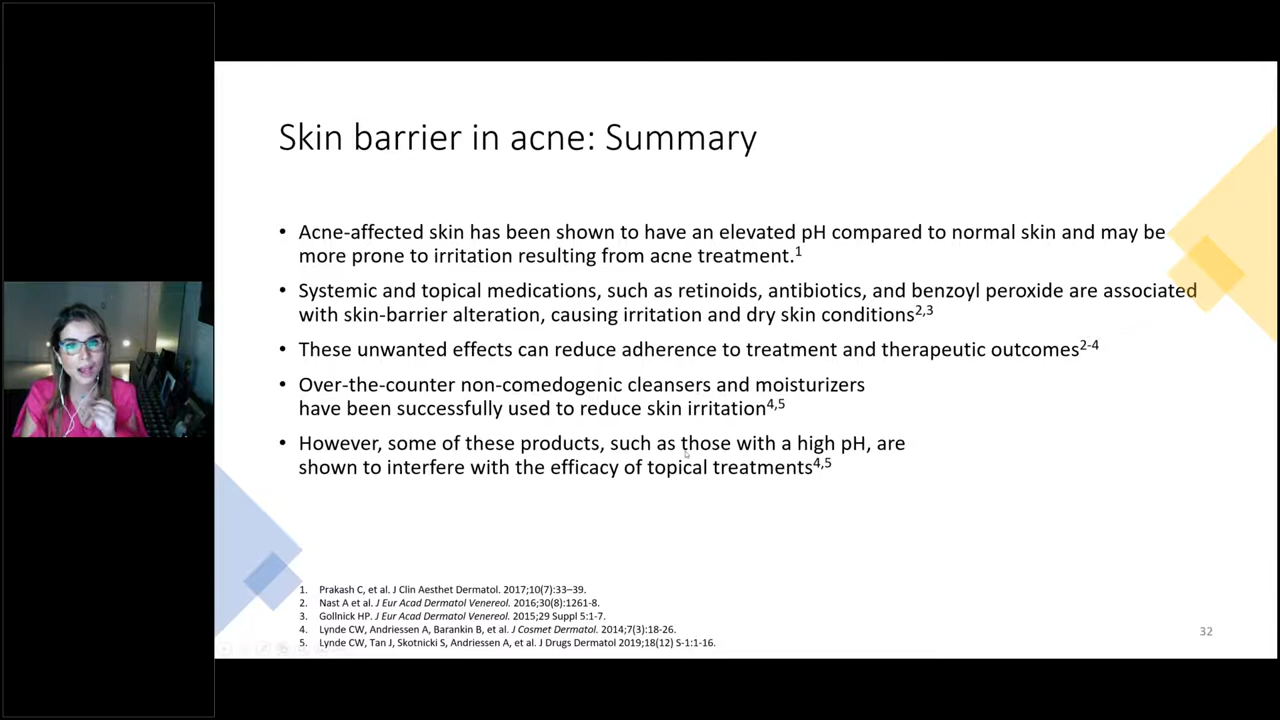 Skin barrier in acne: Summary
• Acne-affected skin has been shown to have an elevated pH compared to normal skin and may be
more prone to irritation resulting from acne treatment.1
• Systemic and topical medications, such as retinoids, antibiotics, and benzoyl peroxide are associated
with skin-barrier alteration, causing irritation and dry skin conditions2,3
• These unwanted effects can reduce adherence to treatment and therapeutic outcomes2-4
• Over-the-counter non-comedogenic cleansers and moisturizers
have been successfully used to reduce skin irritation4,5
• However, some of these products, such as those with a high pH, are
shown to interfere with the efficacy of topical treatments4,5
1. Prakash C, et al. J Clin Aesthet Dermatol. 2017;10(7):33–39.
2. Nast A et al. J Eur Acad Dermatol Venereol. 2016;30(8):1261-8.
3. Gollnick HP. J Eur Acad Dermatol Venereol. 2015;29 Suppl 5:1-7.
4. Lynde CW, Andriessen A, Barankin B, et al. J Cosmet Dermatol. 2014;7(3):18-26.
5. Lynde CW, Tan J, Skotnicki S, Andriessen A, et al. J Drugs Dermatol 2019;18(12) S-1:1-16.
32